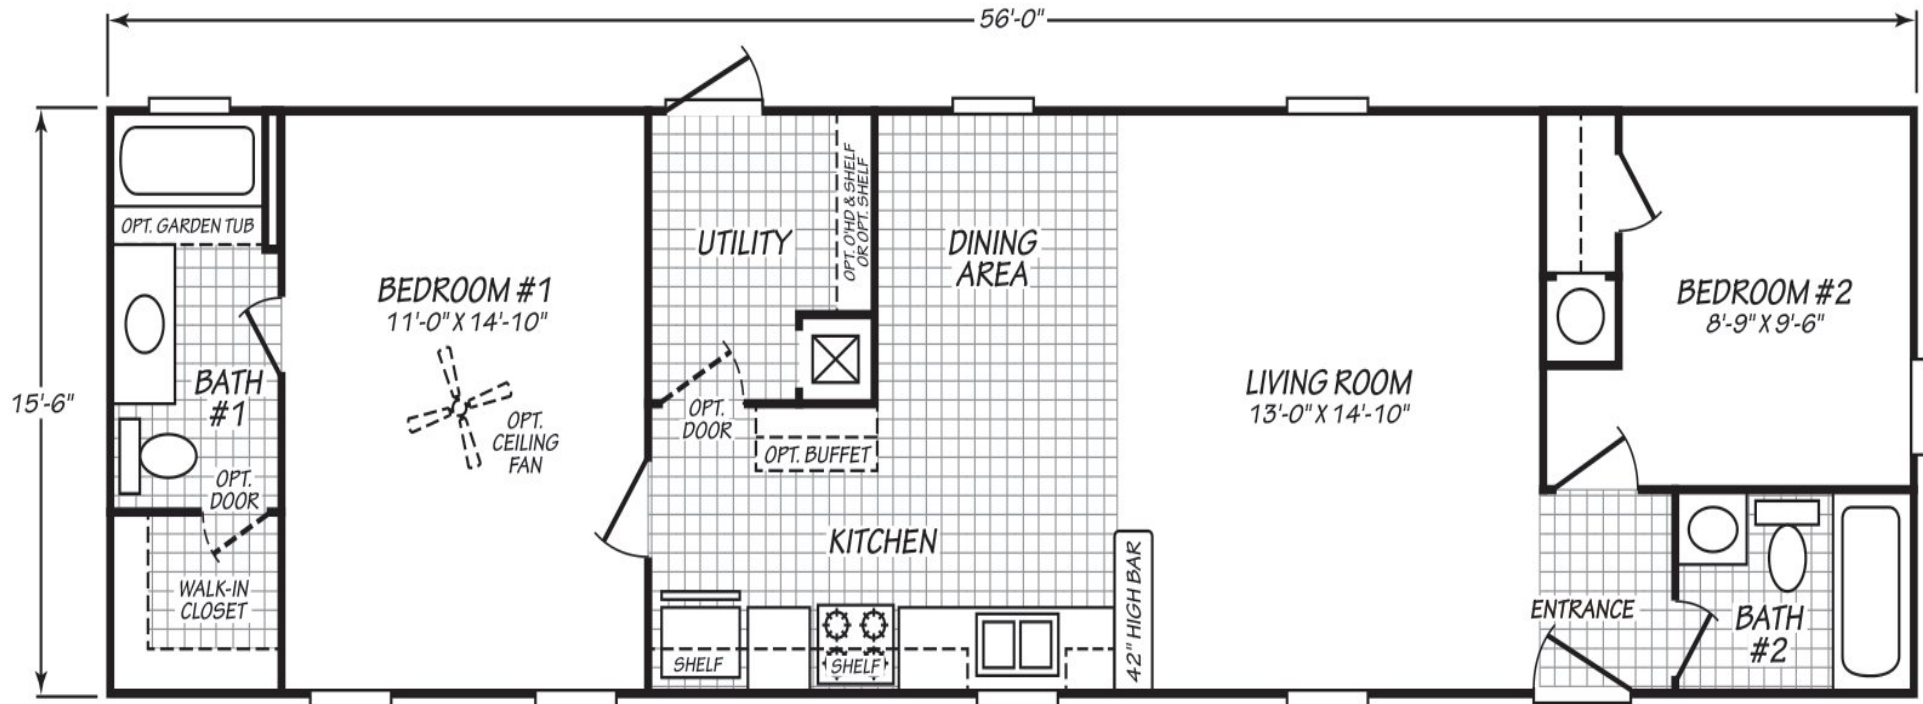 56'-0"
15'-6"
OPT. GARDEN TUB
BATH
#1
OPT.
DOOR
WALK-IN
CLOSET
BEDROOM #1
11'-0" X 14'-10"
OPT.
CEILING
FAN
UTILITY
OPT. O'HD & SHELF
OR OPT. SHELF
OPT.
DOOR
OPT. BUFFET
DINING
AREA
KITCHEN
SHELF
SHELF
42" HIGH BAR
LIVING ROOM
13'-0" X 14'-10"
BEDROOM #2
8'-9" X 9'-6"
ENTRANCE
BATH
#2